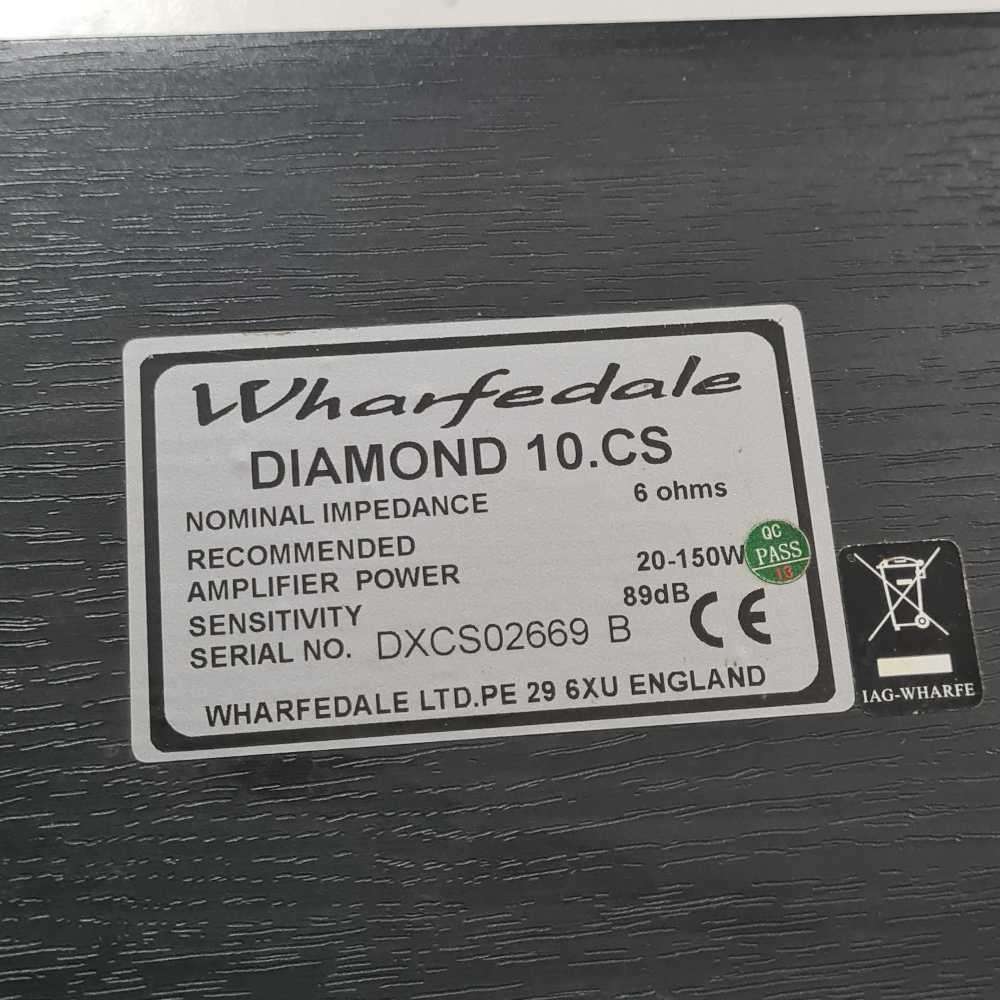 Wharfedale
DIAMOND 10.CS
NOMINAL IMPEDANCE 6 ohms
RECOMMENDED
AMPLIFIER POWER 20-150W
SENSITIVITY 89dB
SERIAL NO. DXCS02669 B
CE
WHARFEDALE LTD.PE 29 6XU ENGLAND
QC
PASS
13
IAG-WHARFE